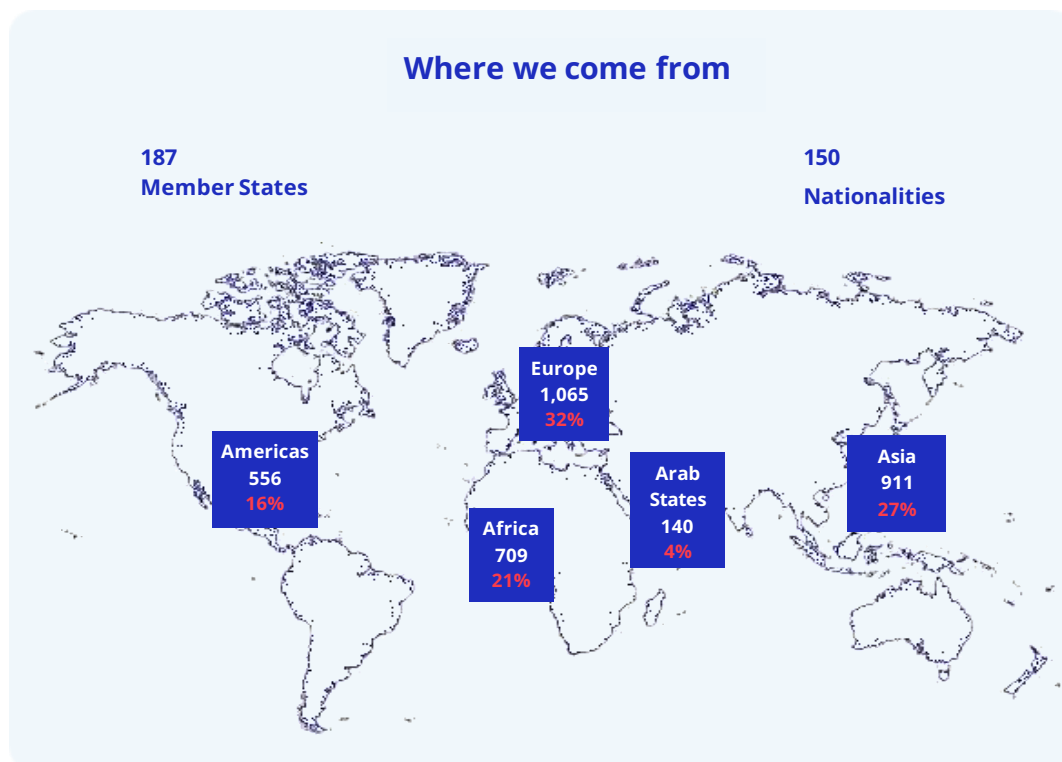 Where we come from
187
Member States
150
Nationalities
Europe
1,065
32%
Americas
556
16%
Arab
States
140
4%
Asia
911
27%
Africa
709
21%